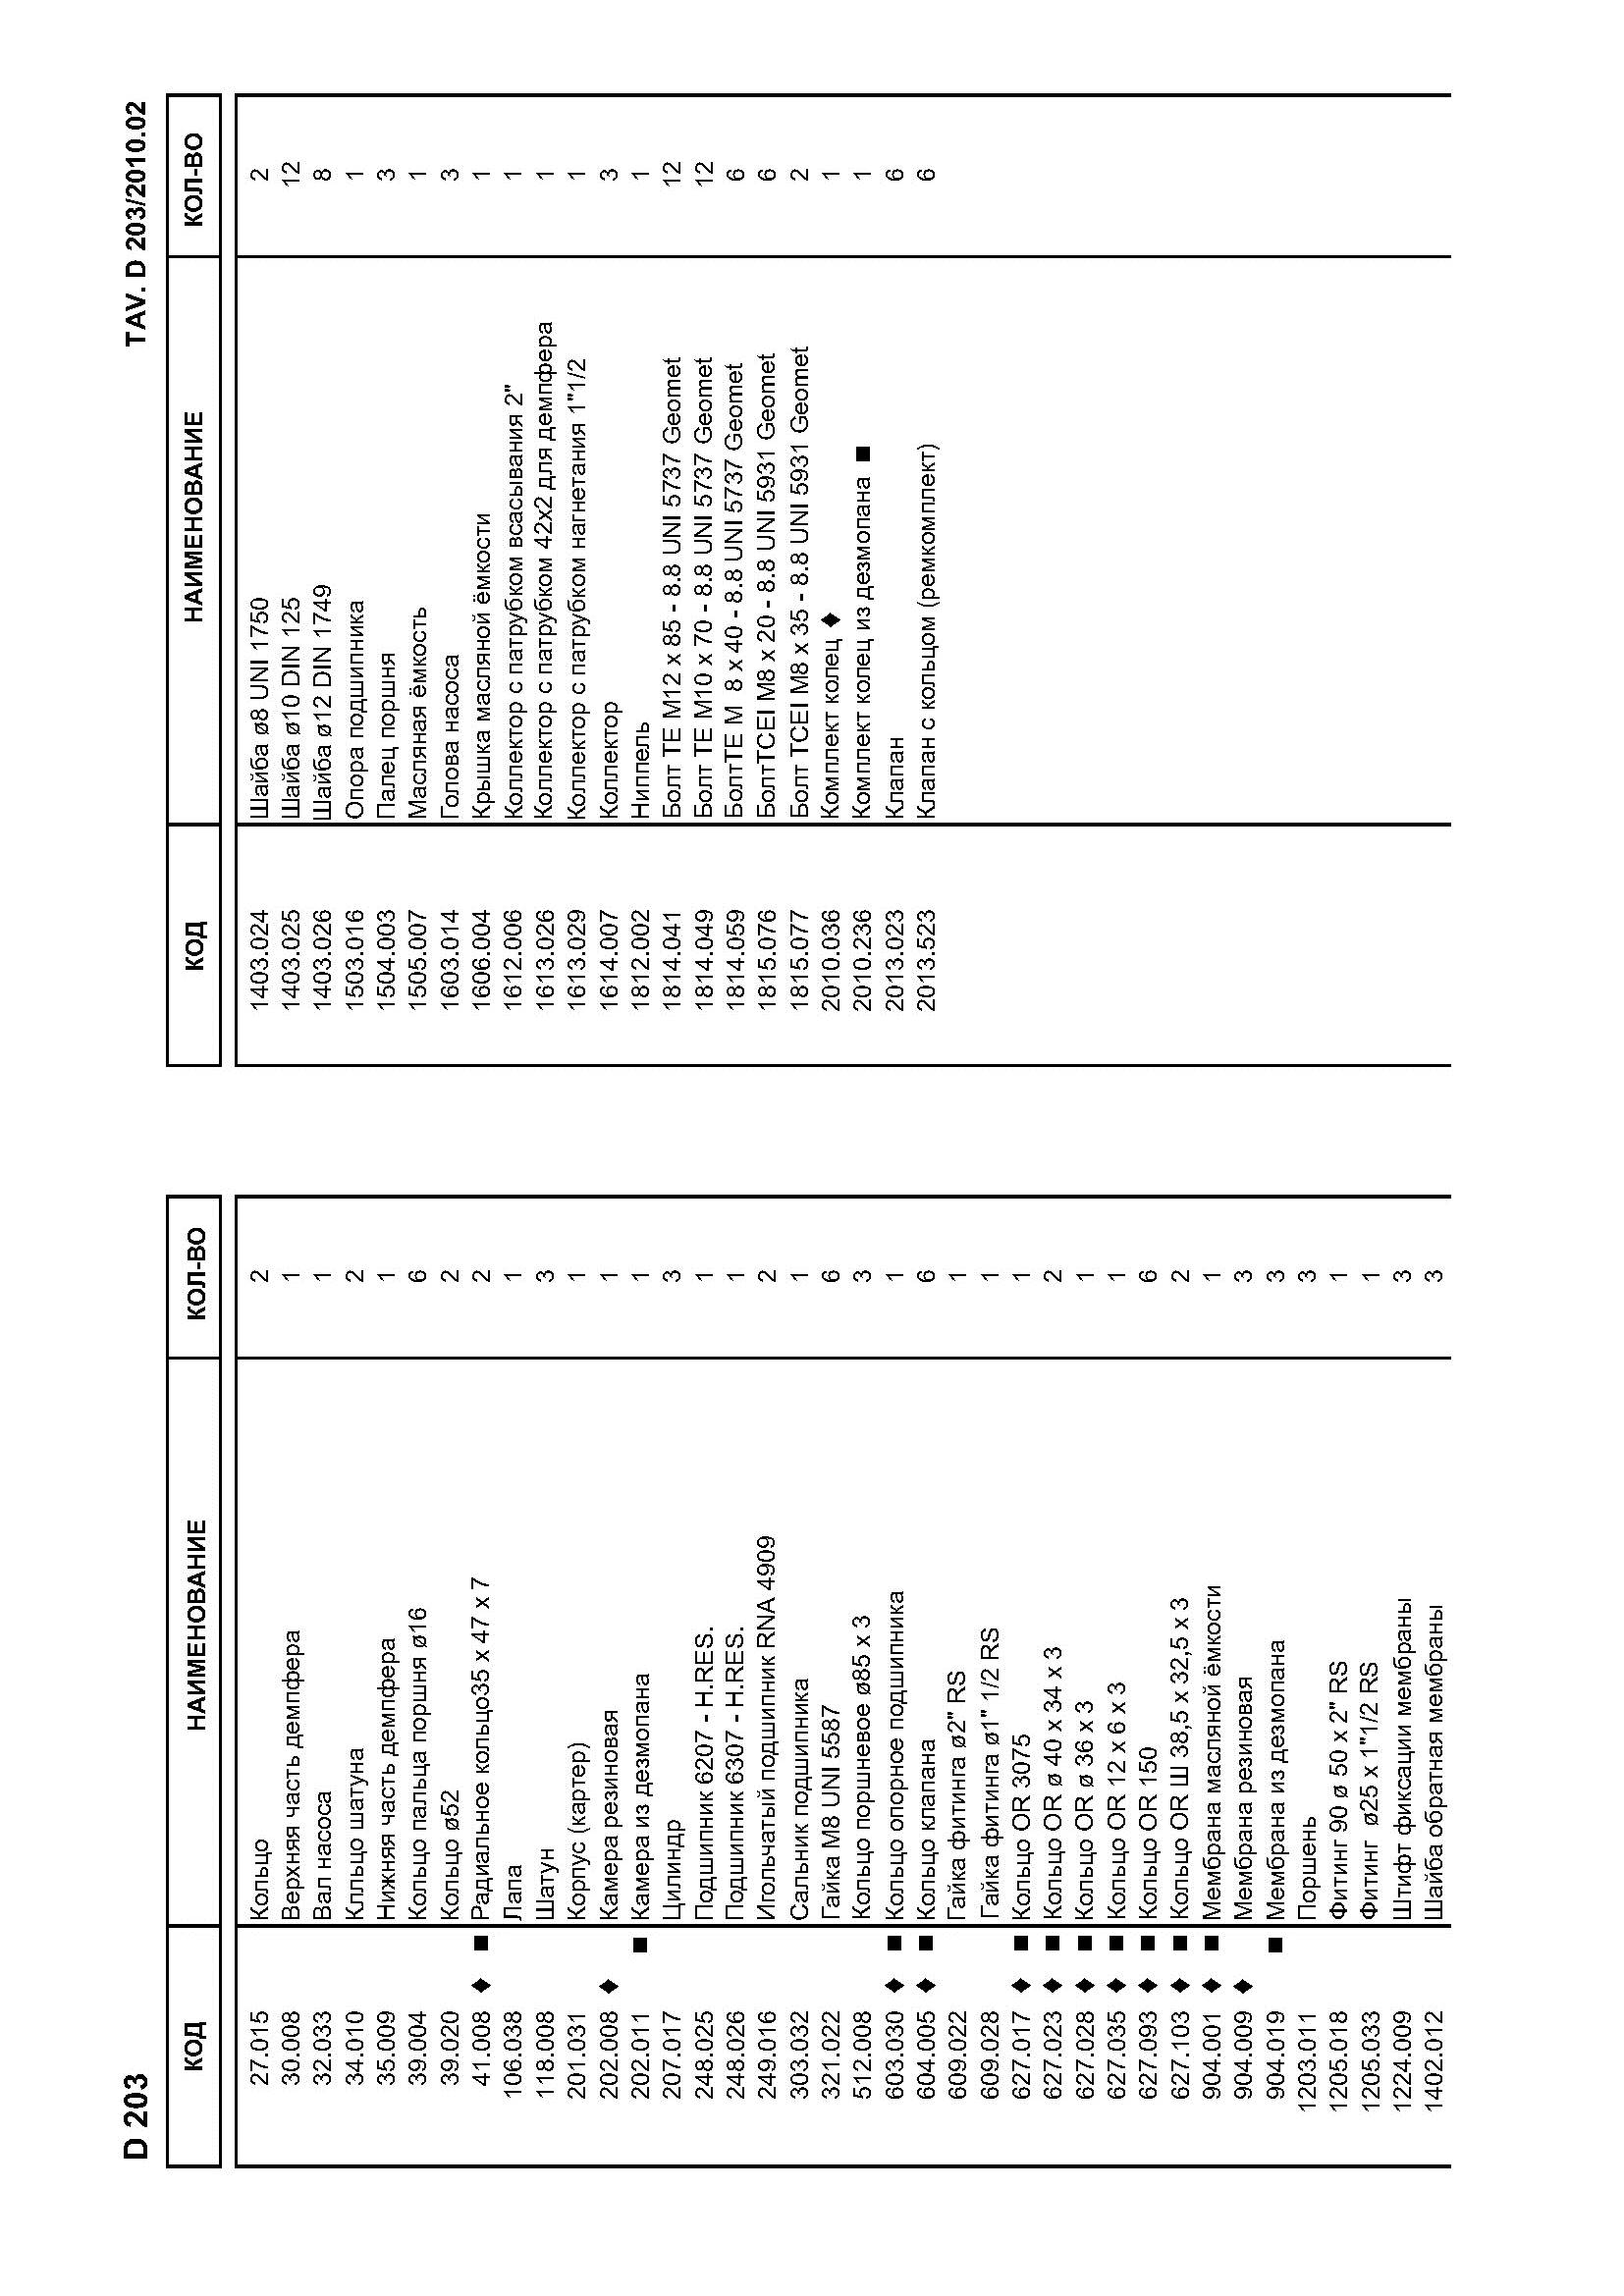 D 203
TAV. D 203/2010.02
КОД НАИМЕНОВАНИЕ КОЛ-ВО
27.015 Кольцо 2
30.008 Верхняя часть демпфера 1
32.033 Вал насоса 1
34.010 Кпльцо шатуна 2
35.009 Нижняя часть демпфера 1
39.004 Кольцо пальца поршня ø16 6
39.020 Кольцо ø52 2
41.008 ♦ ■ Радиальное кольцо35 x 47 x 7 2
106.038 Лапа 1
118.008 Шатун 3
201.031 Корпус (картер) 1
202.008 ♦ Камера резиновая 1
202.011 ■ Камера из дезмопана 1
207.017 Цилиндр 3
248.025 Подшипник 6207 - H.RES. 1
248.026 Подшипник 6307 - H.RES. 1
249.016 Игольчатый подшипник RNA 4909 2
303.032 Сальник подшипника 1
321.022 Гайка M8 UNI 5587 6
512.008 Кольцо поршневое ø85 x 3 3
603.030 ♦ ■ Кольцо опорное подшипника 1
604.005 ♦ ■ Кольцо клапана 6
609.022 Гайка фитинга ø2" RS 1
609.028 Гайка фитинга ø1" 1/2 RS 1
627.017 ♦ ■ Кольцо OR 3075 1
627.023 ♦ ■ Кольцо OR ø 40 x 34 x 3 2
627.028 ♦ ■ Кольцо OR ø 36 x 3 1
627.035 ♦ ■ Кольцо OR 12 x 6 x 3 1
627.093 ♦ ■ Кольцо OR 150 6
627.103 ♦ ■ Кольцо OR Ш 38,5 x 32,5 x 3 2
904.001 ♦ ■ Мембрана масляной ёмкости 1
904.009 ♦ Мембрана резиновая 3
904.019 ■ Мембрана из дезмопана 3
1203.011 Поршень 3
1205.018 Фитинг 90 ø 50 x 2" RS 1
1205.033 Фитинг ø25 x 1"1/2 RS 1
1224.009 Штифт фиксации мембраны 3
1402.012 Шайба обратная мембраны 3
КОД НАИМЕНОВАНИЕ КОЛ-ВО
1403.024 Шайба ø8 UNI 1750 2
1403.025 Шайба ø10 DIN 125 12
1403.026 Шайба ø12 DIN 1749 8
1503.016 Опора подшипника 1
1504.003 Палец поршня 3
1505.007 Масляная ёмкость 1
1603.014 Голова насоса 3
1606.004 Крышка масляной ёмкости 1
1612.006 Коллектор с патрубком всасывания 2" 1
1613.026 Коллектор с патрубком 42x2 для демпфера 1
1613.029 Коллектор с патрубком нагнетания 1"1/2 1
1614.007 Коллектор 3
1812.002 Ниппель 1
1814.041 Болт TE M12 x 85 - 8.8 UNI 5737 Geomet 12
1814.049 Болт TE M10 x 70 - 8.8 UNI 5737 Geomet 12
1814.059 БолтTE M 8 x 40 - 8.8 UNI 5737 Geomet 6
1815.076 БолтTCEI M8 x 20 - 8.8 UNI 5931 Geomet 6
1815.077 Болт TCEI M8 x 35 - 8.8 UNI 5931 Geomet 2
2010.036 Комплект колец ♦ 1
2010.236 Комплект колец из дезмопана ■ 1
2013.023 Клапан 6
2013.523 Клапан с кольцом (ремкомплект) 6